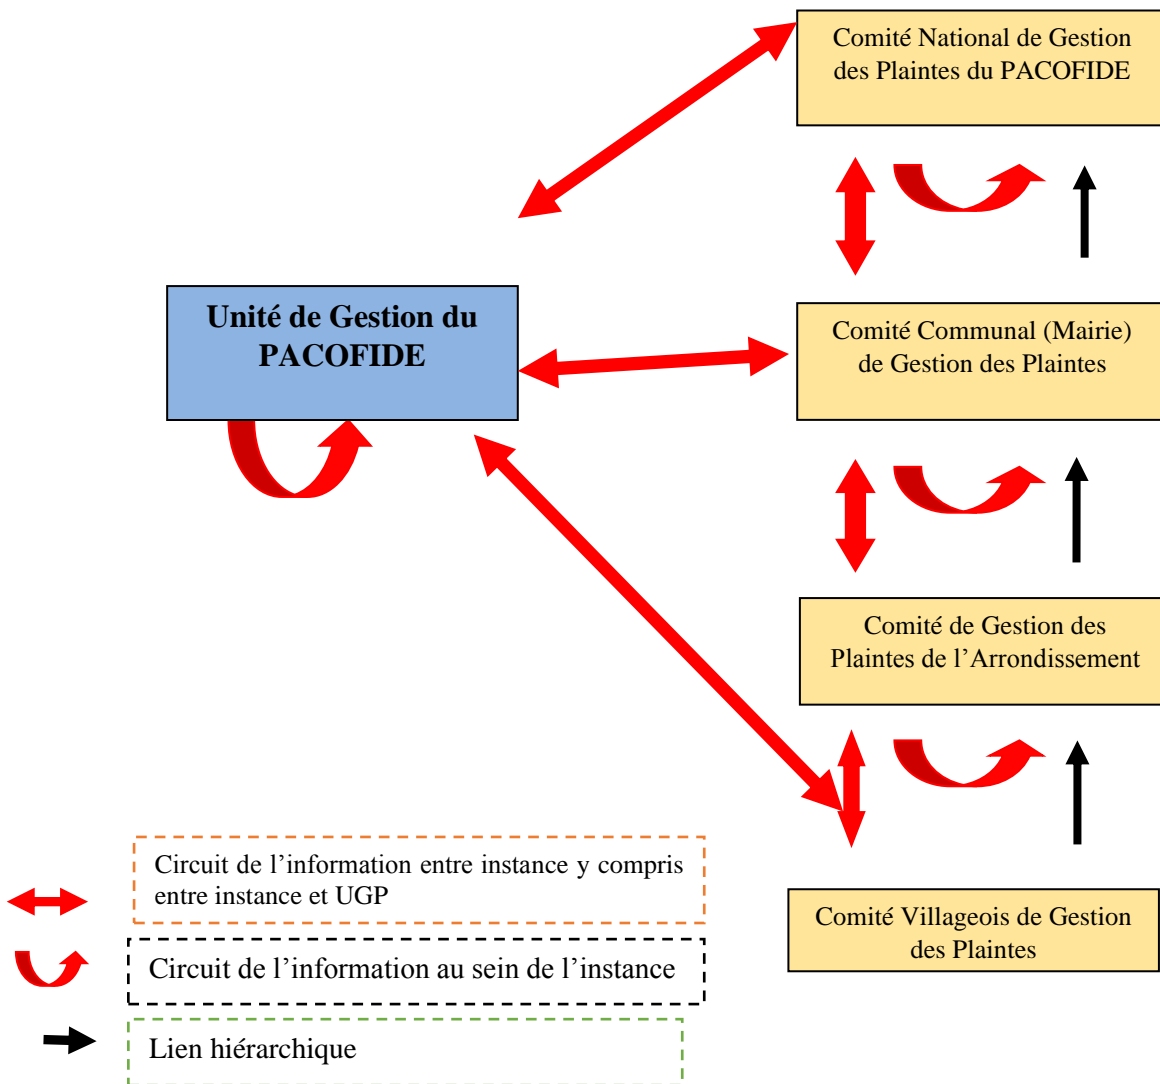 Comité National de Gestion
des Plaintes du PACOFIDE
Unité de Gestion du
PACOFIDE
Comité Communal (Mairie)
de Gestion des Plaintes
Comité de Gestion des
Plaintes de l’Arrondissement
Comité Villageois de Gestion
des Plaintes
Circuit de l’information entre instance y compris
entre instance et UGP
Circuit de l’information au sein de l’instance
Lien hiérarchique